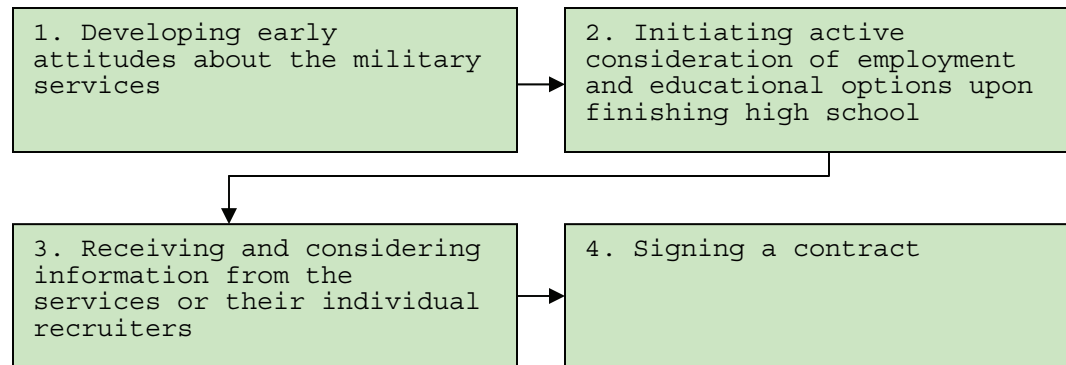 1. Developing early
attitudes about the military
services
2. Initiating active
consideration of employment
and educational options upon
finishing high school
3. Receiving and considering
information from the
services or their individual
recruiters
4. Signing a contract